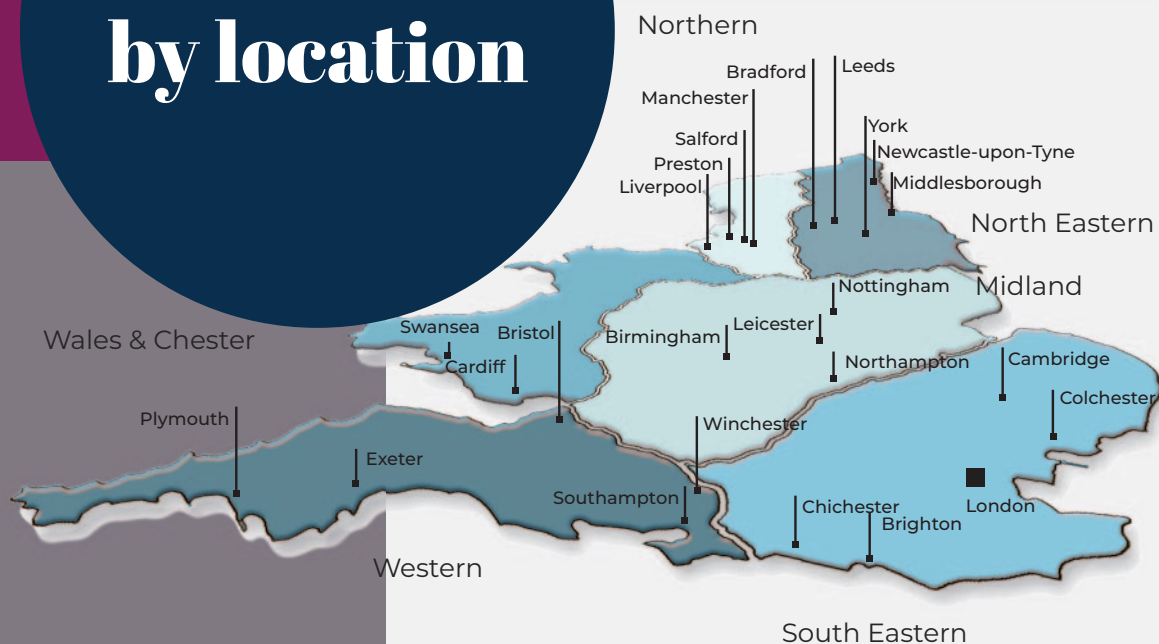 by location
Northern
Bradford
Leeds
Manchester
York
Salford
Newcastle-upon-Tyne
Preston
Liverpool
Middlesborough
North Eastern
Midland
Nottingham
Wales & Chester
Swansea
Bristol
Birmingham
Leicester
Cardiff
Northampton
Cambridge
Colchester
Plymouth
Winchester
Exeter
Southampton
Chichester
London
Brighton
Western
South Eastern